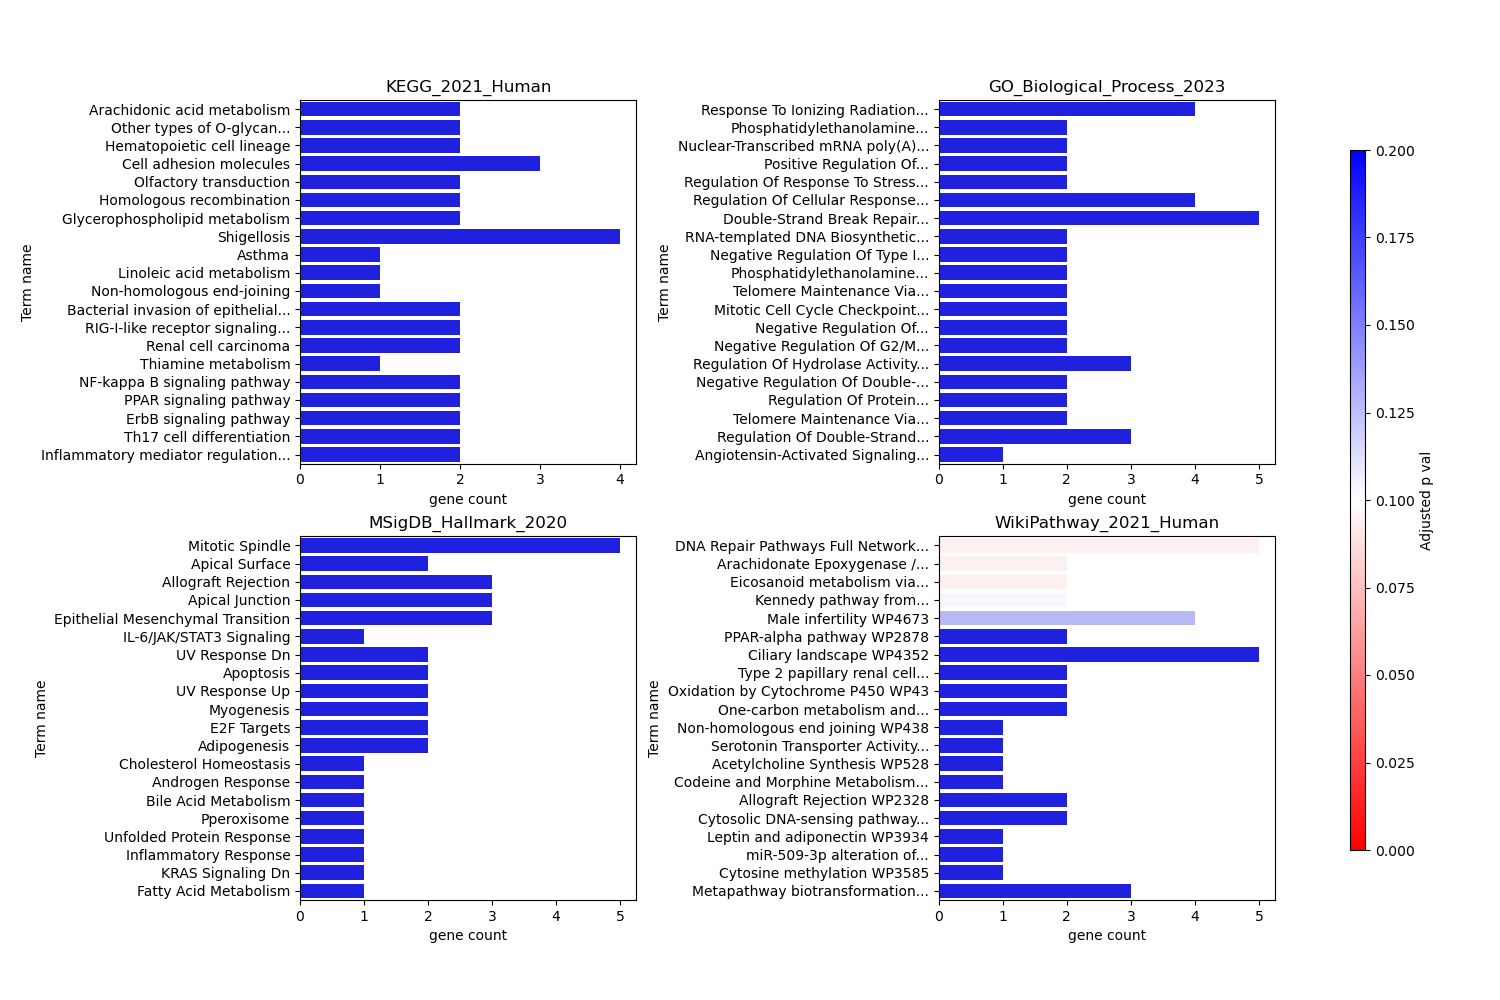 KEGG_2021_Human
Term name
Arachidonic acid metabolism
Other types of O-glycan...
Hematopoietic cell lineage
Cell adhesion molecules
Olfactory transduction
Homologous recombination
Glycerophospholipid metabolism
Shigellosis
Asthma
Linoleic acid metabolism
Non-homologous end-joining
Bacterial invasion of epithelial...
RIG-I-like receptor signaling...
Renal cell carcinoma
Thiamine metabolism
NF-kappa B signaling pathway
PPAR signaling pathway
ErbB signaling pathway
Th17 cell differentiation
Inflammatory mediator regulation...
0 1 2 3 4
gene count
GO_Biological_Process_2023
Term name
Response To Ionizing Radiation...
Phosphatidylethanolamine...
Nuclear-Transcribed mRNA poly(A)...
Positive Regulation Of...
Regulation Of Response To Stress...
Regulation Of Cellular Response...
Double-Strand Break Repair...
RNA-templated DNA Biosynthetic...
Negative Regulation Of Type I...
Phosphatidylethanolamine...
Telomere Maintenance Via...
Mitotic Cell Cycle Checkpoint...
Negative Regulation Of...
Negative Regulation Of G2/M...
Regulation Of Hydrolase Activity...
Negative Regulation Of Double-...
Regulation Of Protein...
Telomere Maintenance Via...
Regulation Of Double-Strand...
Angiotensin-Activated Signaling...
0 1 2 3 4 5
gene count
MSigDB_Hallmark_2020
Term name
Mitotic Spindle
Apical Surface
Allograft Rejection
Apical Junction
Epithelial Mesenchymal Transition
IL-6/JAK/STAT3 Signaling
UV Response Dn
Apoptosis
UV Response Up
Myogenesis
E2F Targets
Adipogenesis
Cholesterol Homeostasis
Androgen Response
Bile Acid Metabolism
Pperoxisome
Unfolded Protein Response
Inflammatory Response
KRAS Signaling Dn
Fatty Acid Metabolism
0 1 2 3 4 5
gene count
WikiPathway_2021_Human
Term name
DNA Repair Pathways Full Network...
Arachidonate Epoxygenase /...
Eicosanoid metabolism via...
Kennedy pathway from...
Male infertility WP4673
PPAR-alpha pathway WP2878
Ciliary landscape WP4352
Type 2 papillary renal cell...
Oxidation by Cytochrome P450 WP43
One-carbon metabolism and...
Non-homologous end joining WP438
Serotonin Transporter Activity...
Acetylcholine Synthesis WP528
Codeine and Morphine Metabolism...
Allograft Rejection WP2328
Cytosolic DNA-sensing pathway...
Leptin and adiponectin WP3934
miR-509-3p alteration of...
Cytosine methylation WP3585
Metapathway biotransformation...
0 1 2 3 4 5
gene count
0.200
0.175
0.150
0.125
0.100
0.075
0.050
0.025
0.000
Adjusted p val